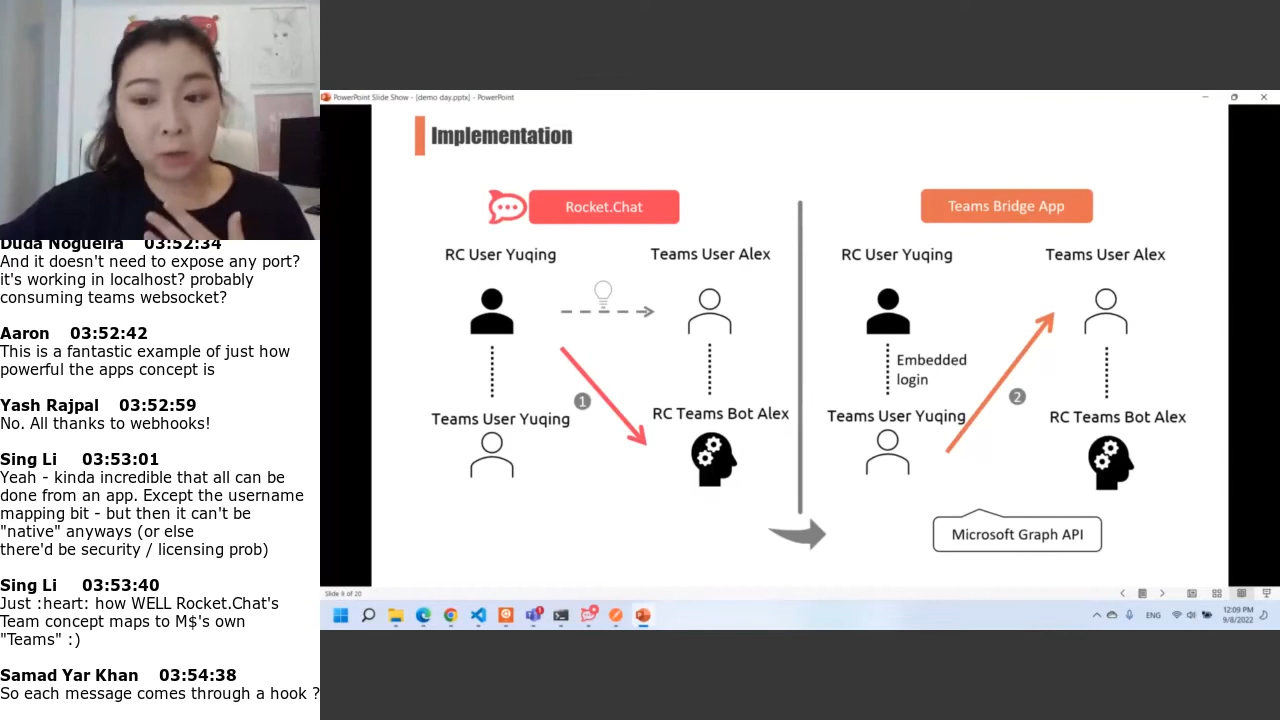 Duda Nogueira 03:52:34
And it doesn't need to expose any port?
it's working in localhost? probably
consuming teams websocket?
Aaron 03:52:42
This is a fantastic example of just how
powerful the apps concept is
Yash Rajpal 03:52:59
No. All thanks to webhooks!
Sing Li 03:53:01
Yeah - kinda incredible that all can be
done from an app. Except the username
mapping bit - but then it can't be
"native" anyways (or else
there'd be security / licensing prob)
Sing Li 03:53:40
Just :heart: how WELL Rocket.Chat's
Team concept maps to M$'s own
"Teams" :)
Samad Yar Khan 03:54:38
So each message comes through a hook ?
PowerPoint Slide Show - [demo day.pptx] - PowerPoint
Implementation
Rocket.Chat
RC User Yuqing
Teams User Alex
1
Teams User Yuqing
RC Teams Bot Alex
Teams Bridge App
RC User Yuqing
Teams User Alex
Embedded
login
2
Teams User Yuqing
RC Teams Bot Alex
Microsoft Graph API
Slide 9 of 20
ENG
12:09 PM
9/8/2022